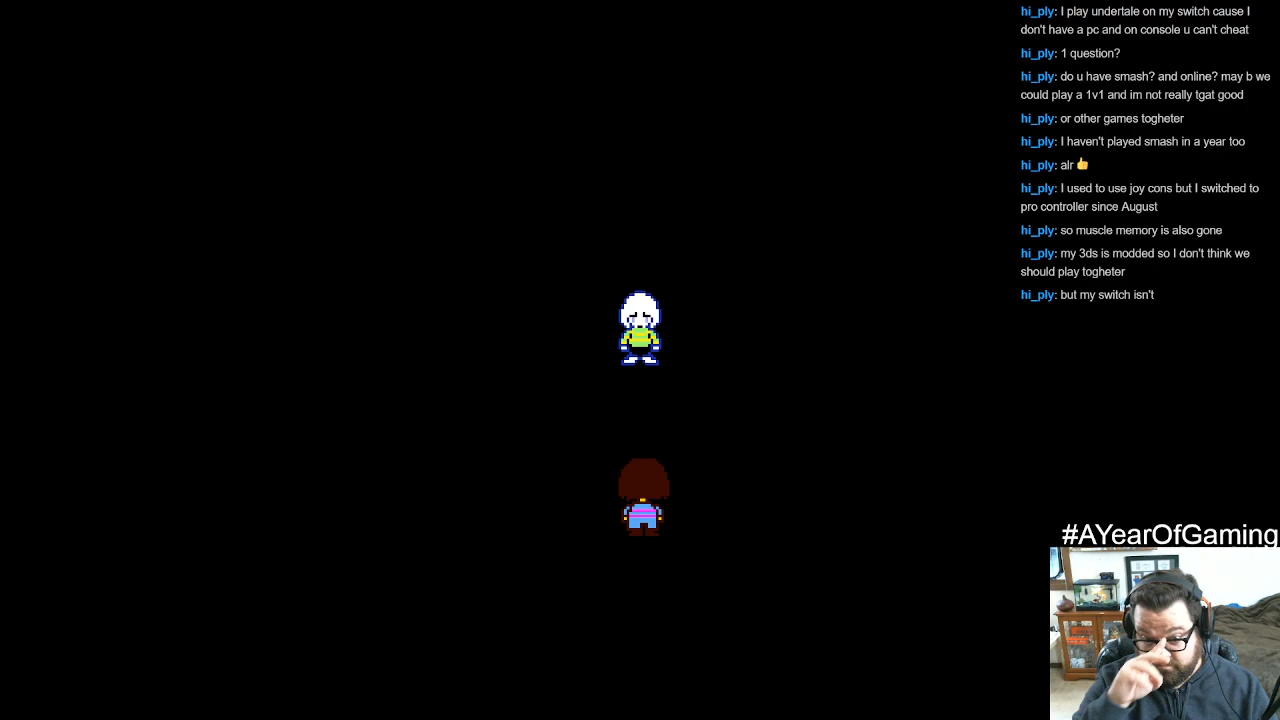 hi_ply: I play undertale on my switch cause I
don't have a pc and on console u can't cheat
hi_ply: 1 question?
hi_ply: do u have smash? and online? may b we
could play a 1v1 and im not really tgat good
hi_ply: or other games togheter
hi_ply: I haven't played smash in a year too
hi_ply: alr 👍
hi_ply: I used to use joy cons but I switched to
pro controller since August
hi_ply: so muscle memory is also gone
hi_ply: my 3ds is modded so I don't think we
should play togheter
hi_ply: but my switch isn't
#AYearOfGaming